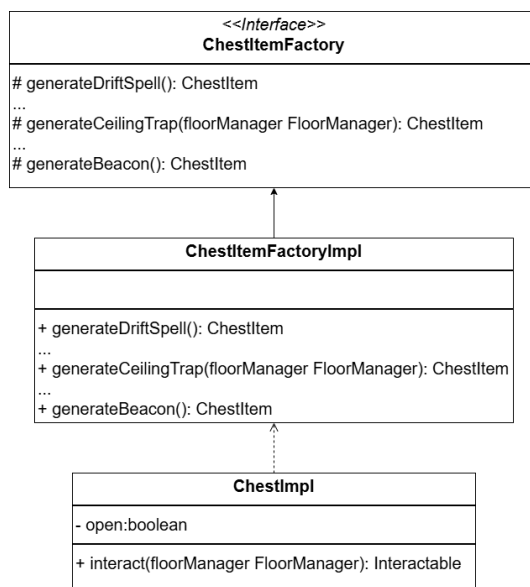 <<Interface>>
ChestItemFactory
# generateDriftSpell(): ChestItem
...
# generateCeilingTrap(floorManager FloorManager): ChestItem
...
# generateBeacon(): ChestItem
ChestItemFactoryImpl
+ generateDriftSpell(): ChestItem
...
+ generateCeilingTrap(floorManager FloorManager): ChestItem
...
+ generateBeacon(): ChestItem
ChestImpl
- open:boolean
+ interact(floorManager FloorManager): Interactable